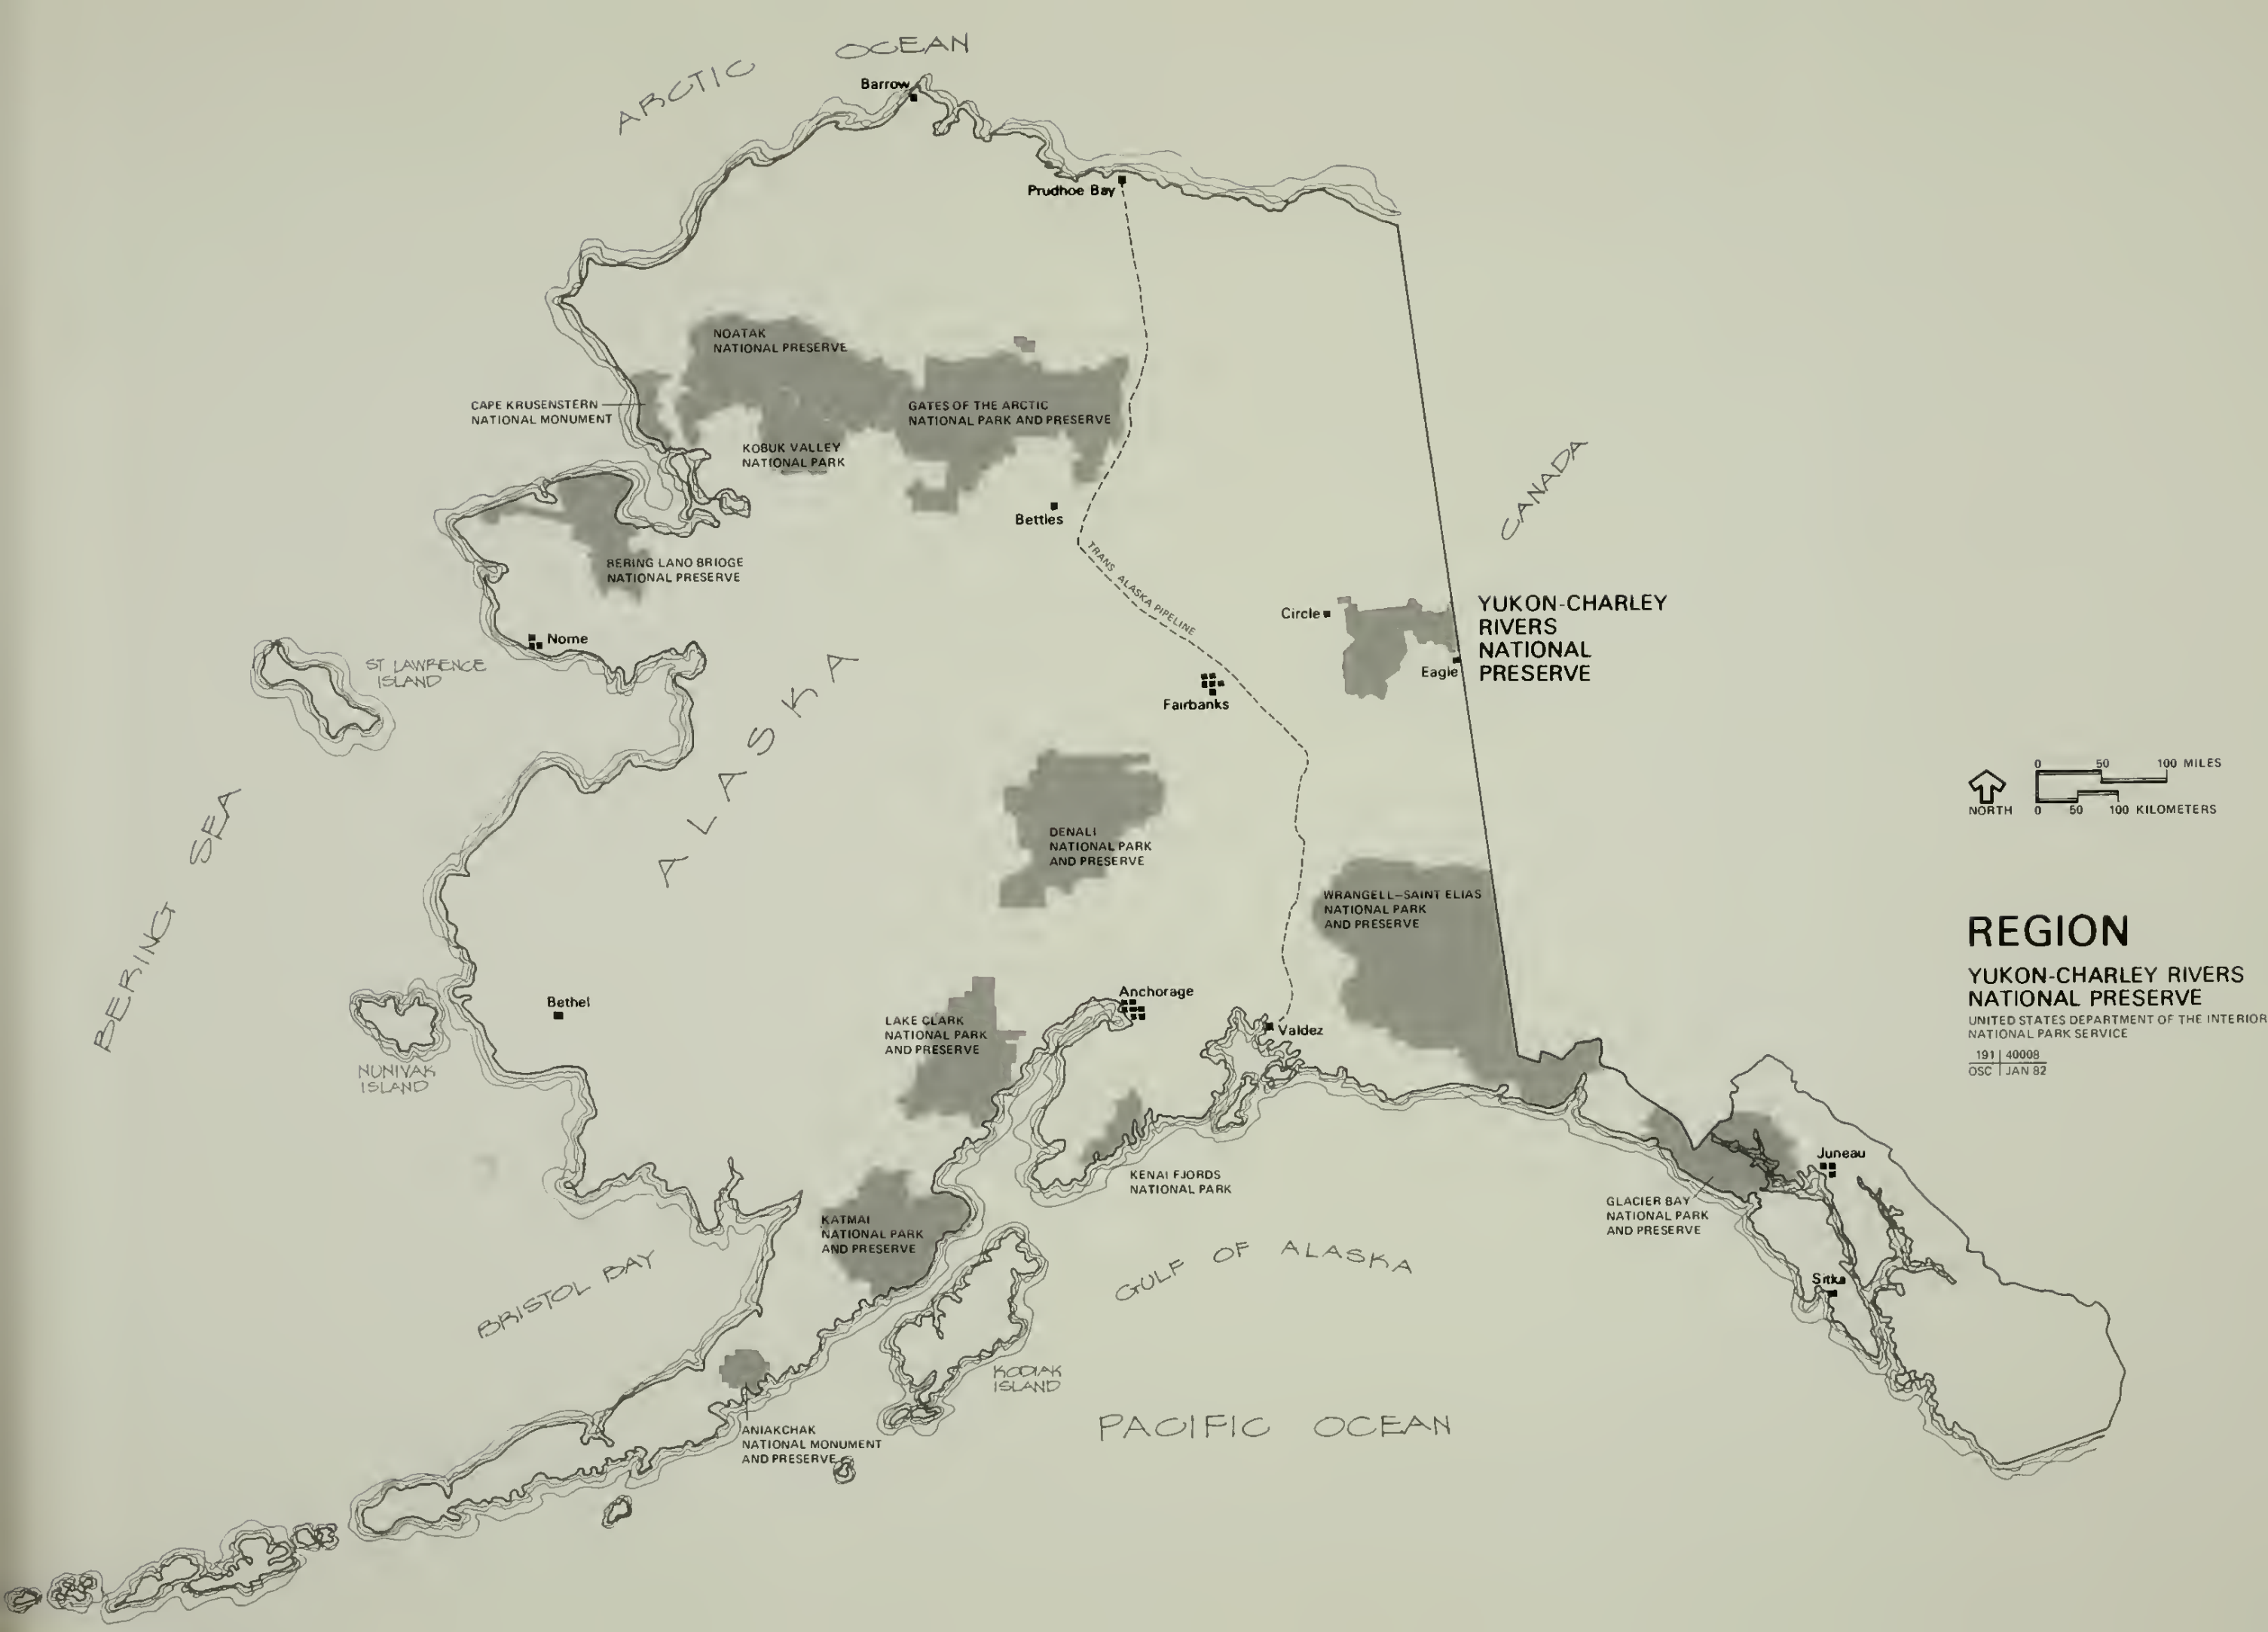 ARCTIC OCEAN
Barrow
Prudhoe Bay
NOATAK
NATIONAL PRESERVE
CAPE KRUSENSTERN
NATIONAL MONUMENT
GATES OF THE ARCTIC
NATIONAL PARK AND PRESERVE
KOBUK VALLEY
NATIONAL PARK
CANADA
Bettles
TRANS ALASKA PIPELINE
BERING LAND BRIDGE
NATIONAL PRESERVE
Circle
YUKON-CHARLEY
RIVERS
NATIONAL
PRESERVE
Eagle
Nome
ST LAWRENCE
ISLAND
ALASKA
Fairbanks
BERING SEA
DENALI
NATIONAL PARK
AND PRESERVE
0 50 100 MILES
NORTH
0 50 100 KILOMETERS
WRANGELL–SAINT ELIAS
NATIONAL PARK
AND PRESERVE
REGION
YUKON-CHARLEY RIVERS
NATIONAL PRESERVE
UNITED STATES DEPARTMENT OF THE INTERIOR
NATIONAL PARK SERVICE
191 | 40008
OSC | JAN 82
Bethel
Anchorage
LAKE CLARK
NATIONAL PARK
AND PRESERVE
Valdez
NUNIVAK
ISLAND
KENAI FJORDS
NATIONAL PARK
Juneau
GLACIER BAY
NATIONAL PARK
AND PRESERVE
KATMAI
NATIONAL PARK
AND PRESERVE
GULF OF ALASKA
Sitka
BRISTOL BAY
KODIAK
ISLAND
PACIFIC OCEAN
ANIAKCHAK
NATIONAL MONUMENT
AND PRESERVE